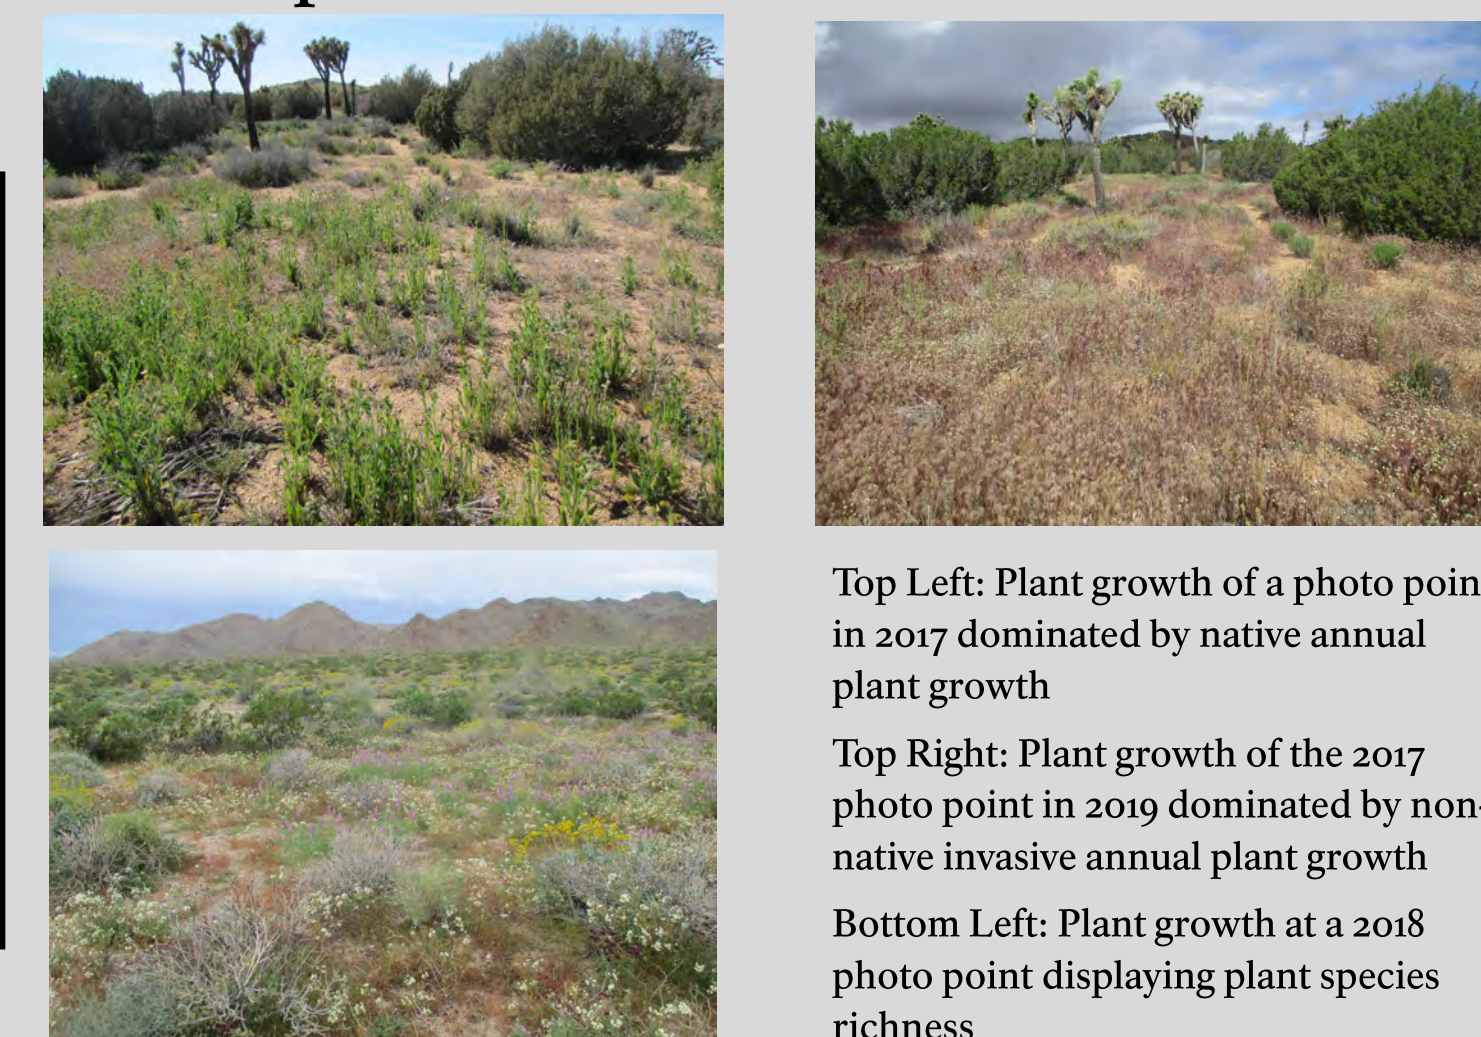 Top Left: Plant growth of a photo poin
in 2017 dominated by native annual
plant growth
Top Right: Plant growth of the 2017
photo point in 2019 dominated by non-
native invasive annual plant growth
Bottom Left: Plant growth at a 2018
photo point displaying plant species
richness